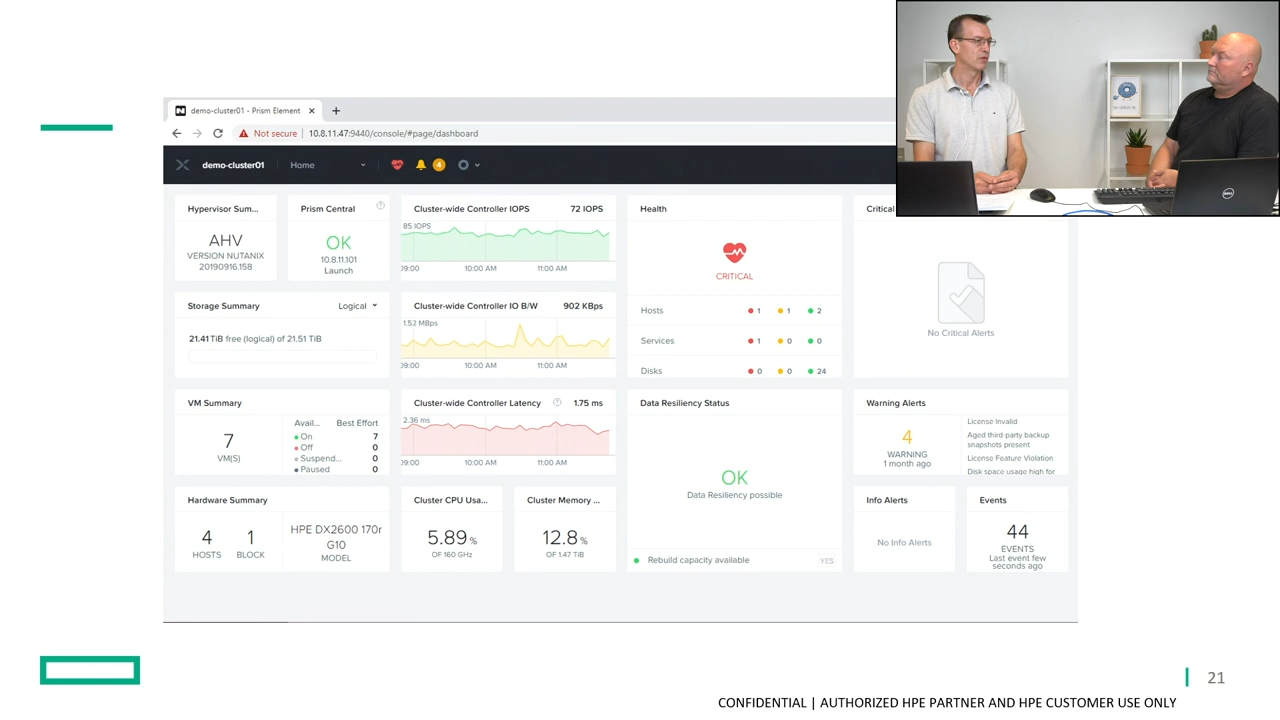 demo-cluster01 - Prism Element
Not secure
10.8.11.47:9440/console/#page/dashboard
demo-cluster01
Home
4
Hypervisor Sum...
AHV
VERSION NUTANIX
20190916.158
Prism Central
OK
10.8.11.101
Launch
Storage Summary
Logical
21.41 TiB free (logical) of 21.51 TiB
VM Summary
7
VM(S)
Avail...
Best Effort
On 7
Off 0
Suspend... 0
Paused 0
Hardware Summary
4
HOSTS
1
BLOCK
HPE DX2600 170r
G10
MODEL
Cluster-wide Controller IOPS 72 IOPS
85 IOPS
09:00 10:00 AM 11:00 AM
Cluster-wide Controller IO B/W 902 KBps
1.52 MBps
09:00 10:00 AM 11:00 AM
Cluster-wide Controller Latency 1.75 ms
2.36 ms
09:00 10:00 AM 11:00 AM
Cluster CPU Usa...
5.89 %
OF 160 GHz
Cluster Memory ...
12.8 %
OF 1.47 TiB
Health
CRITICAL
Hosts 1 1 2
Services 1 0 0
Disks 0 0 24
Data Resiliency Status
OK
Data Resiliency possible
Rebuild capacity available YES
Critical
No Critical Alerts
Warning Alerts
4
WARNING
1 month ago
License Invalid
Aged third-party backup
snapshots present
License Feature Violation
Disk space usage high for
Info Alerts
No Info Alerts
Events
44
EVENTS
Last event few
seconds ago
DELL
21
CONFIDENTIAL | AUTHORIZED HPE PARTNER AND HPE CUSTOMER USE ONLY